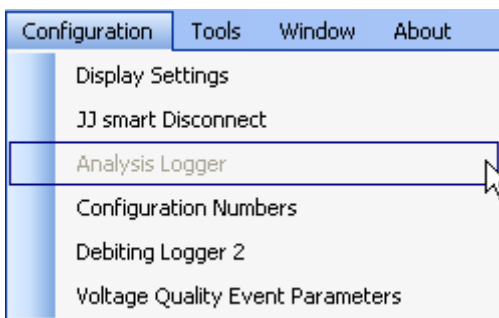 Configuration Tools Window About
Display Settings
JJ smart Disconnect
Analysis Logger
Configuration Numbers
Debiting Logger 2
Voltage Quality Event Parameters